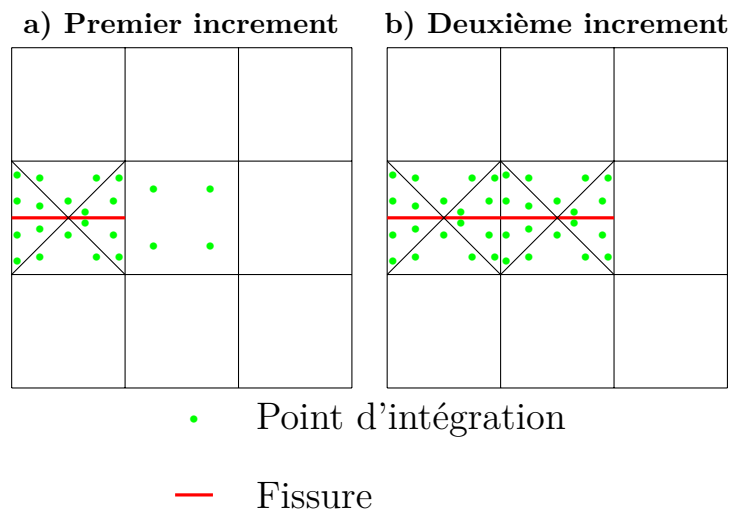 a) Premier increment
b) Deuxième increment
Point d'intégration
Fissure